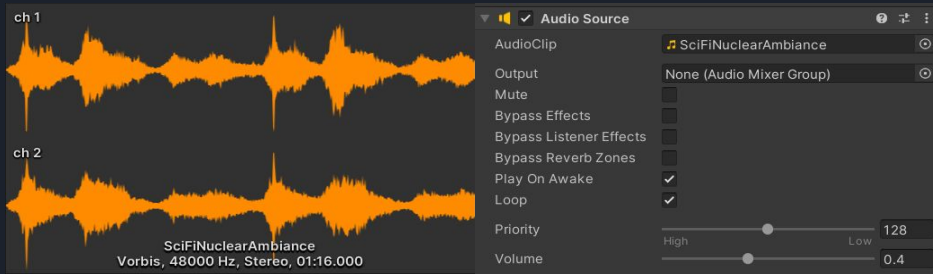 ch 1
ch 2
SciFiNuclearAmbiance
Vorbis, 48000 Hz, Stereo, 01:16.000
Audio Source
AudioClip
SciFiNuclearAmbiance
Output
None (Audio Mixer Group)
Mute
Bypass Effects
Bypass Listener Effects
Bypass Reverb Zones
Play On Awake
Loop
Priority
128
High
Low
Volume
0.4